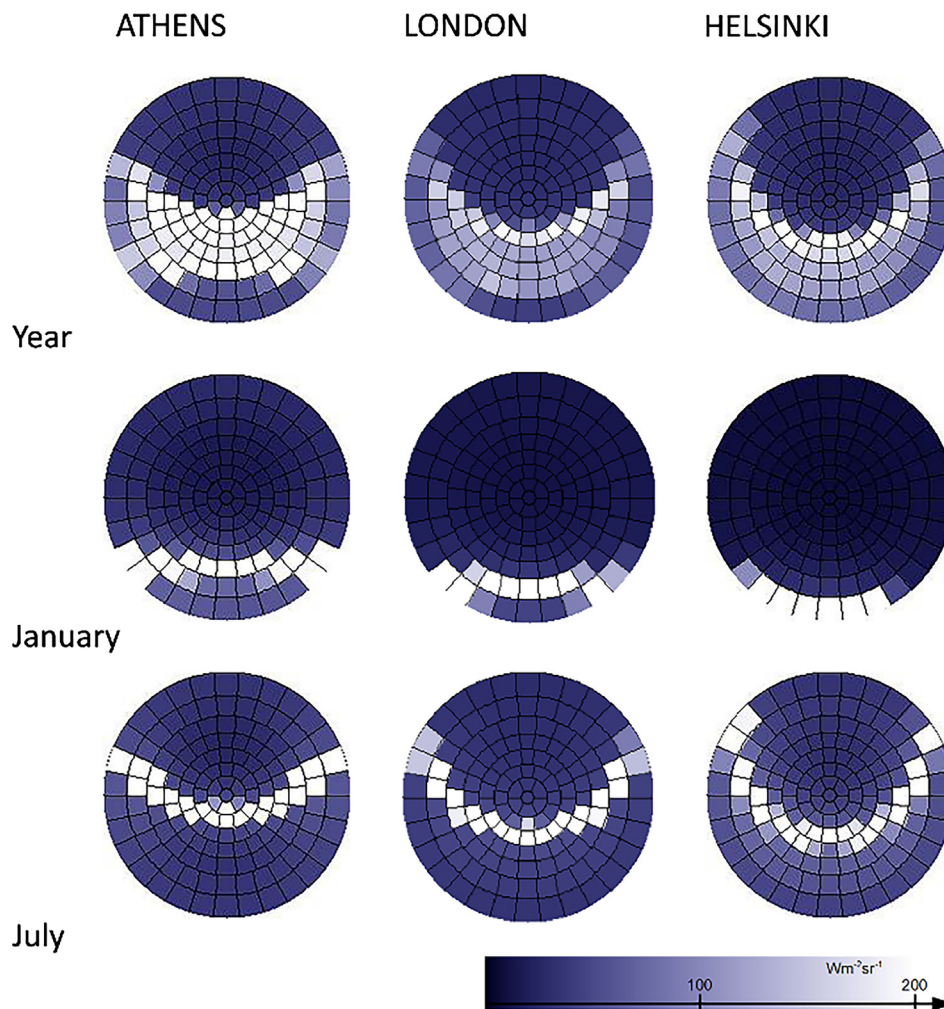 ATHENS LONDON HELSINKI
Year
January
July
Wm⁻²sr⁻¹
100 200